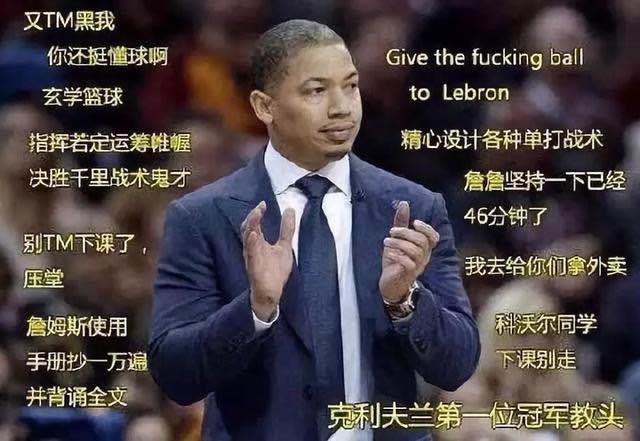 又TM黑我
你还挺懂球啊
玄学篮球
指挥若定运筹帷幄
决胜千里战术鬼才
别TM下课了，
压堂
詹姆斯使用
手册抄一万遍
并背诵全文
Give the fucking ball
to Lebron
精心设计各种单打战术
詹詹坚持一下已经
46分钟了
我去给你们拿外卖
科沃尔同学
下课别走
克利夫兰第一位冠军教头